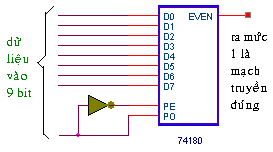 dữ
liệu
vào
9 bit
D0
D1
D2
D3
D4
D5
D6
D7
PE
PO
EVEN
74180
ra mức
1 là
mạch
truyền
đúng